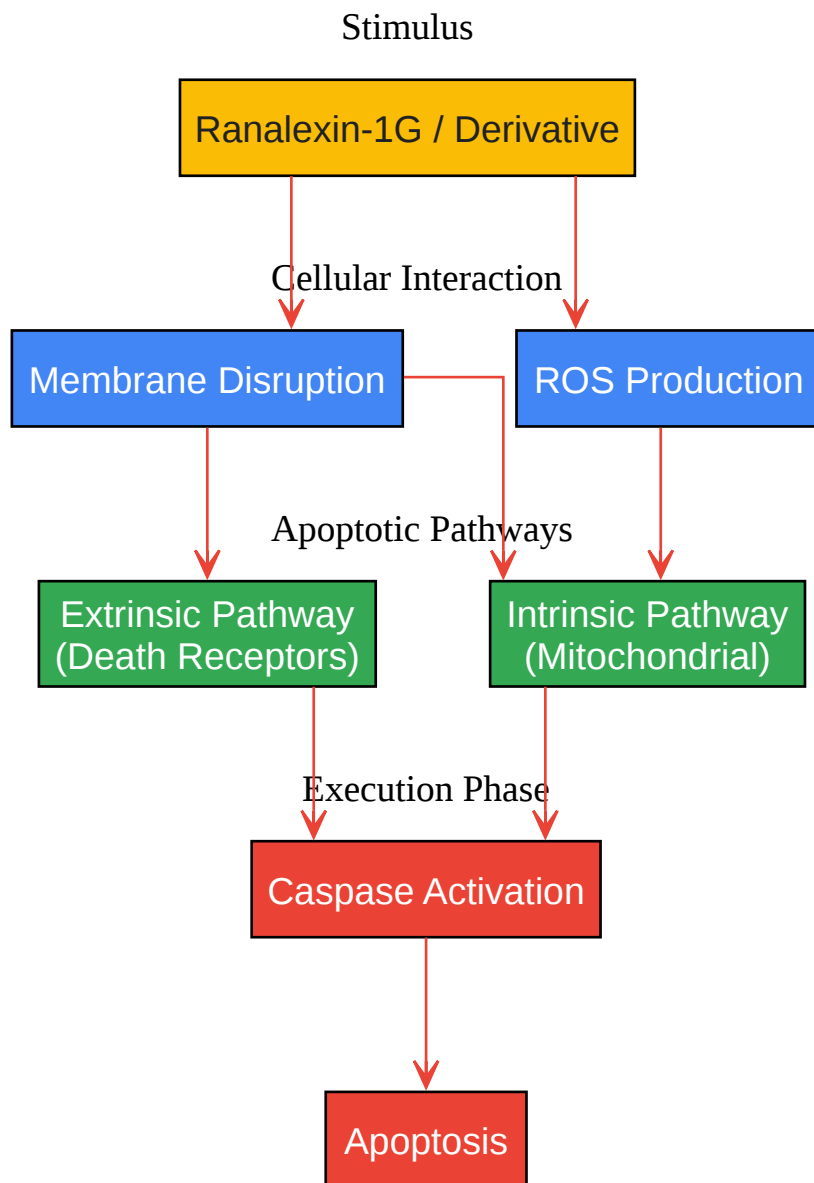 Stimulus
Ranalexin-1G / Derivative
Cellular Interaction
Membrane Disruption
ROS Production
Apoptotic Pathways
Extrinsic Pathway
(Death Receptors)
Intrinsic Pathway
(Mitochondrial)
Execution Phase
Caspase Activation
Apoptosis